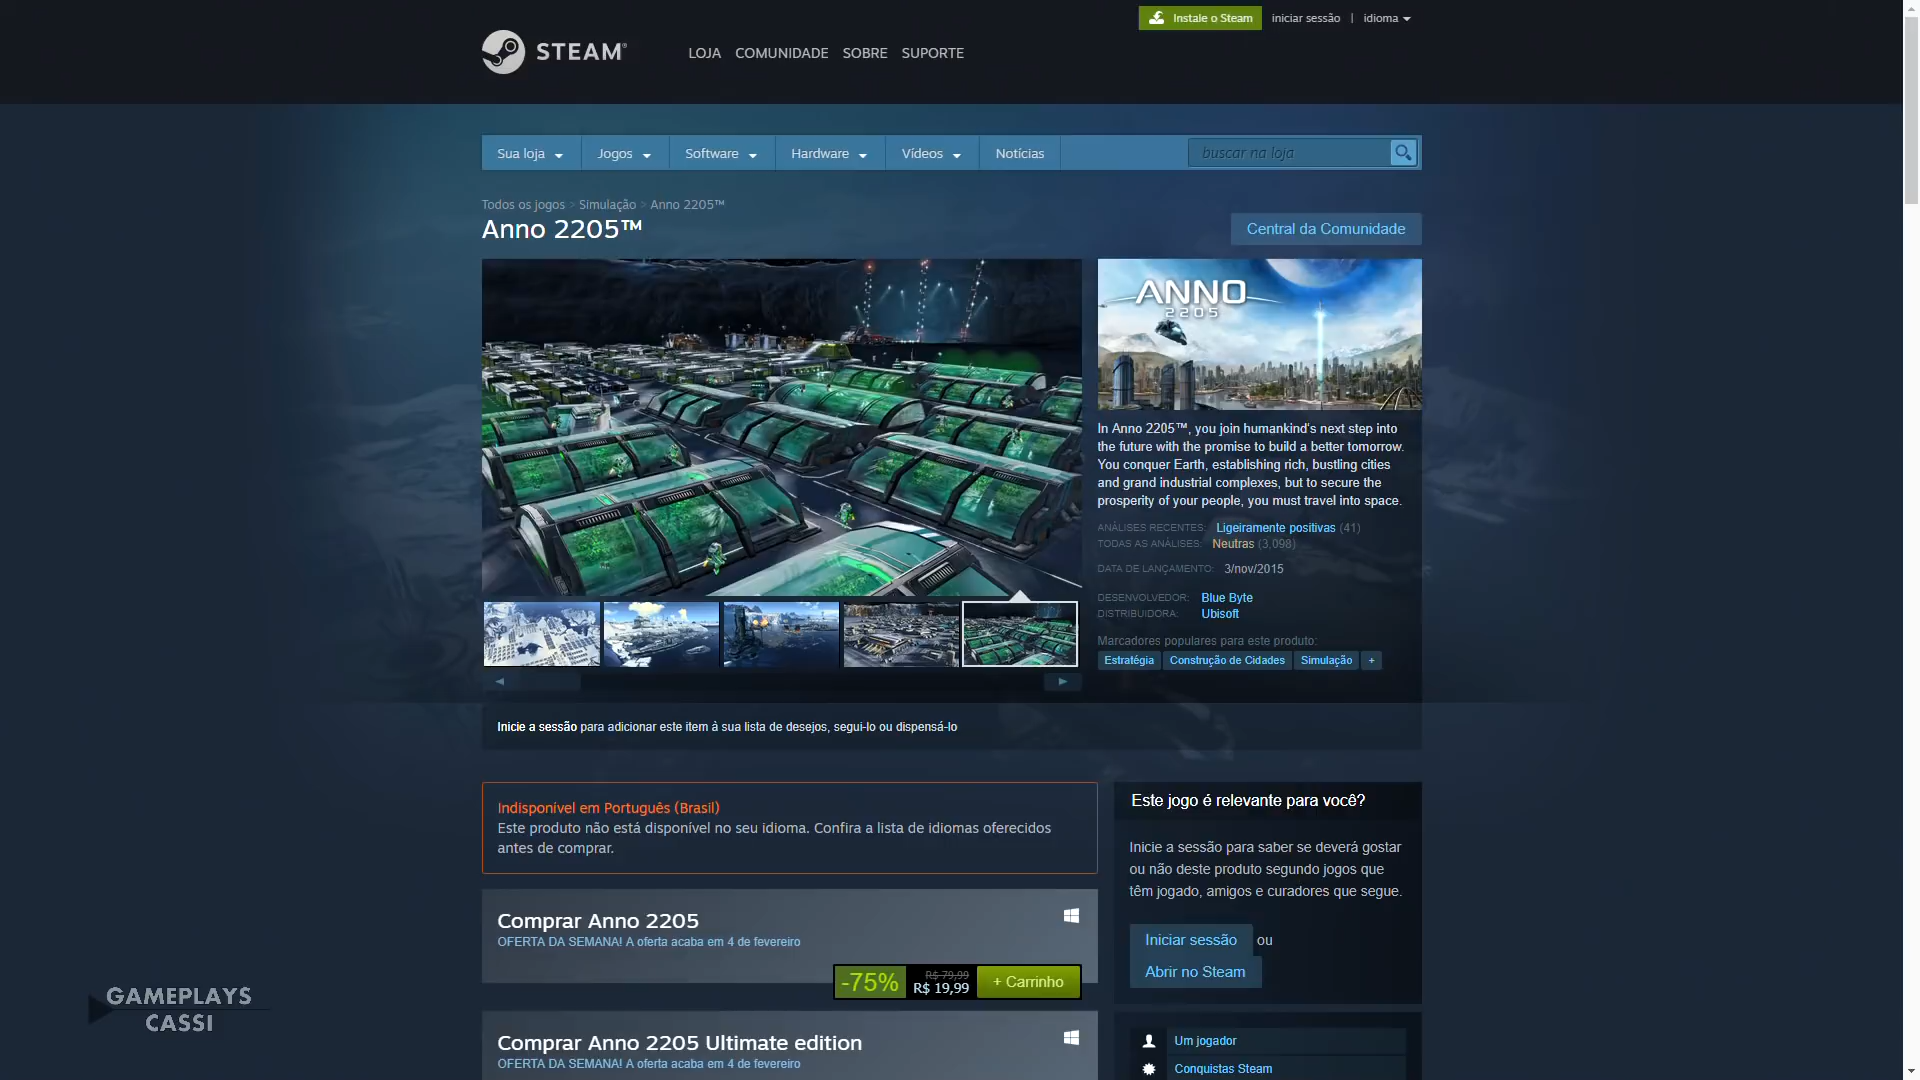 Instale o Steam
iniciar sessão | idioma
STEAM®
LOJA COMUNIDADE SOBRE SUPORTE
Sua loja Jogos Software Hardware Vídeos Notícias
buscar na loja
Todos os jogos > Simulação > Anno 2205™
Anno 2205™
Central da Comunidade
ANNO
2205
In Anno 2205™, you join humankind's next step into
the future with the promise to build a better tomorrow.
You conquer Earth, establishing rich, bustling cities
and grand industrial complexes, but to secure the
prosperity of your people, you must travel into space.
ANÁLISES RECENTES: Ligeiramente positivas (41)
TODAS AS ANÁLISES: Neutras (3,098)
DATA DE LANÇAMENTO: 3/nov/2015
DESENVOLVEDOR: Blue Byte
DISTRIBUIDORA: Ubisoft
Marcadores populares para este produto:
Estratégia Construção de Cidades Simulação +
Inicie a sessão para adicionar este item à sua lista de desejos, segui-lo ou dispensá-lo
Indisponível em Português (Brasil)
Este produto não está disponível no seu idioma. Confira a lista de idiomas oferecidos
antes de comprar.
Comprar Anno 2205
OFERTA DA SEMANA! A oferta acaba em 4 de fevereiro
-75%
R$ 79,99
R$ 19,99
+ Carrinho
Comprar Anno 2205 Ultimate edition
OFERTA DA SEMANA! A oferta acaba em 4 de fevereiro
Este jogo é relevante para você?
Inicie a sessão para saber se deverá gostar
ou não deste produto segundo jogos que
têm jogado, amigos e curadores que segue.
Iniciar sessão ou
Abrir no Steam
Um jogador
Conquistas Steam
GAMEPLAYS
CASSI